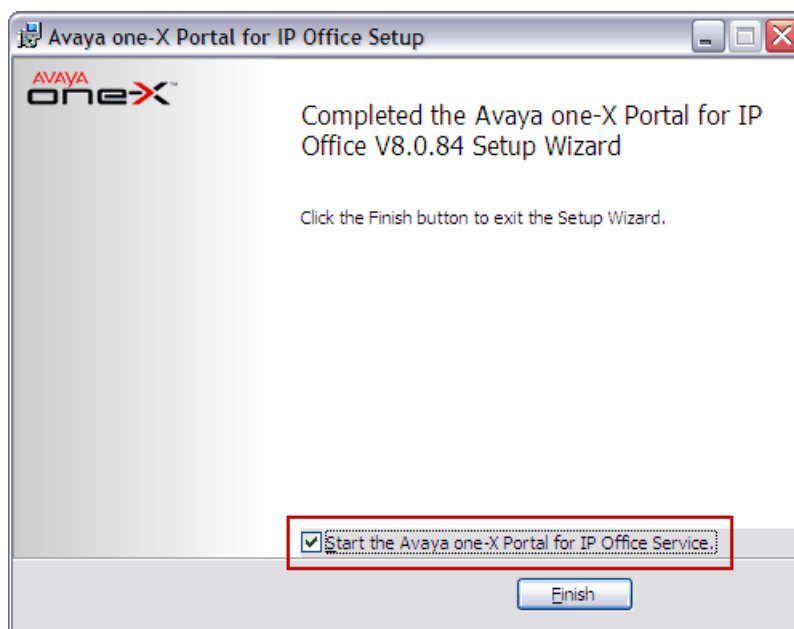 Avaya one-X Portal for IP Office Setup
AVAYA
one-X™
Completed the Avaya one-X Portal for IP
Office V8.0.84 Setup Wizard
Click the Finish button to exit the Setup Wizard.
Start the Avaya one-X Portal for IP Office Service.
Finish